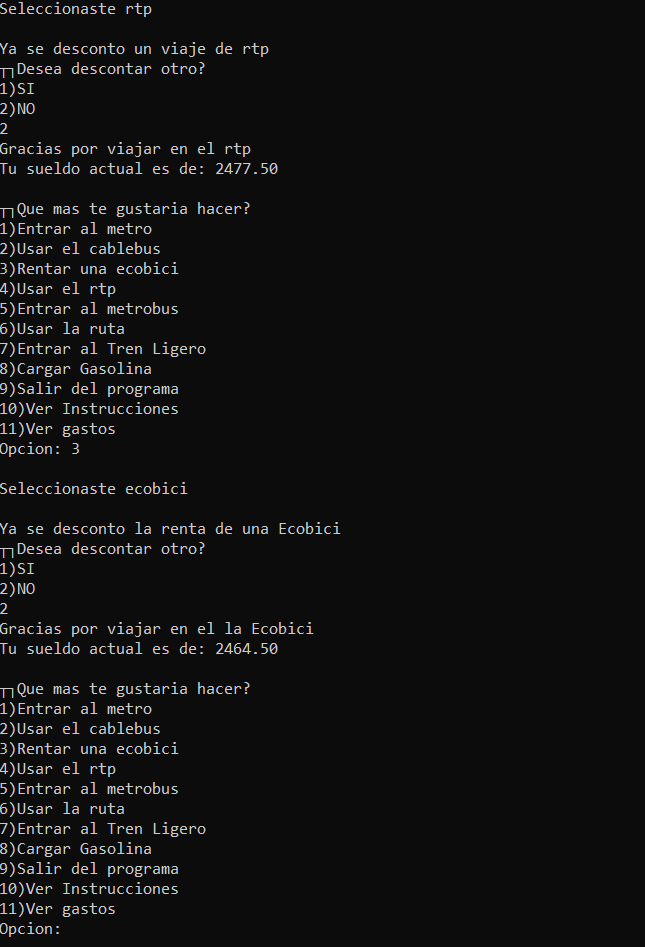 Seleccionaste rtp
Ya se desconto un viaje de rtp
┬┐Desea descontar otro?
1)SI
2)NO
2
Gracias por viajar en el rtp
Tu sueldo actual es de: 2477.50
┬┐Que mas te gustaria hacer?
1)Entrar al metro
2)Usar el cablebus
3)Rentar una ecobici
4)Usar el rtp
5)Entrar al metrobus
6)Usar la ruta
7)Entrar al Tren Ligero
8)Cargar Gasolina
9)Salir del programa
10)Ver Instrucciones
11)Ver gastos
Opcion: 3
Seleccionaste ecobici
Ya se desconto la renta de una Ecobici
┬┐Desea descontar otro?
1)SI
2)NO
2
Gracias por viajar en el la Ecobici
Tu sueldo actual es de: 2464.50
┬┐Que mas te gustaria hacer?
1)Entrar al metro
2)Usar el cablebus
3)Rentar una ecobici
4)Usar el rtp
5)Entrar al metrobus
6)Usar la ruta
7)Entrar al Tren Ligero
8)Cargar Gasolina
9)Salir del programa
10)Ver Instrucciones
11)Ver gastos
Opcion: